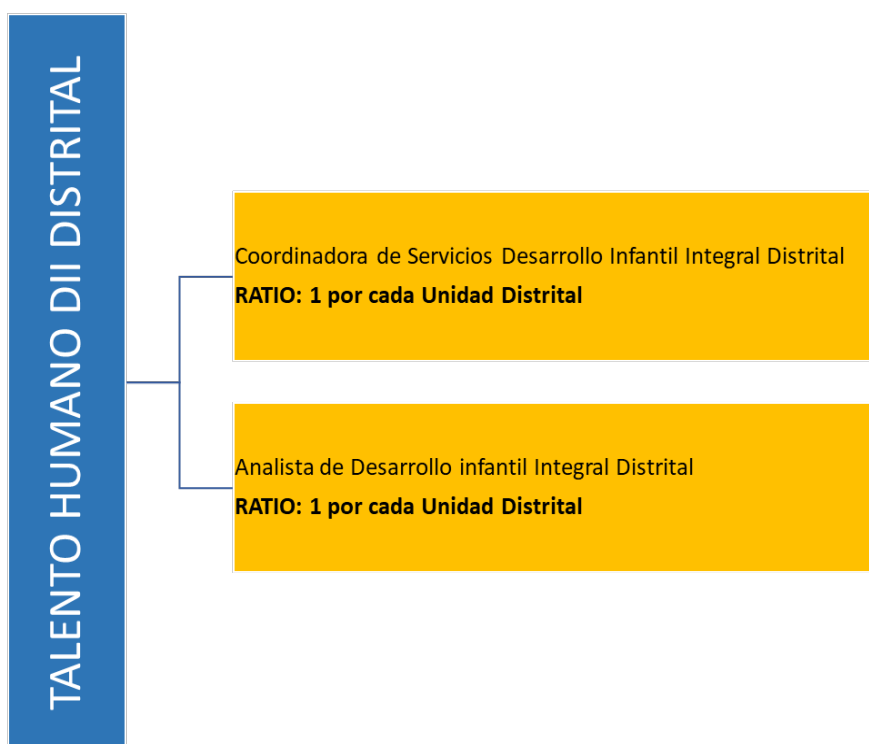 TALENTO HUMANO DII DISTRITAL
Coordinadora de Servicios Desarrollo Infantil Integral Distrital
RATIO: 1 por cada Unidad Distrital
Analista de Desarrollo infantil Integral Distrital
RATIO: 1 por cada Unidad Distrital